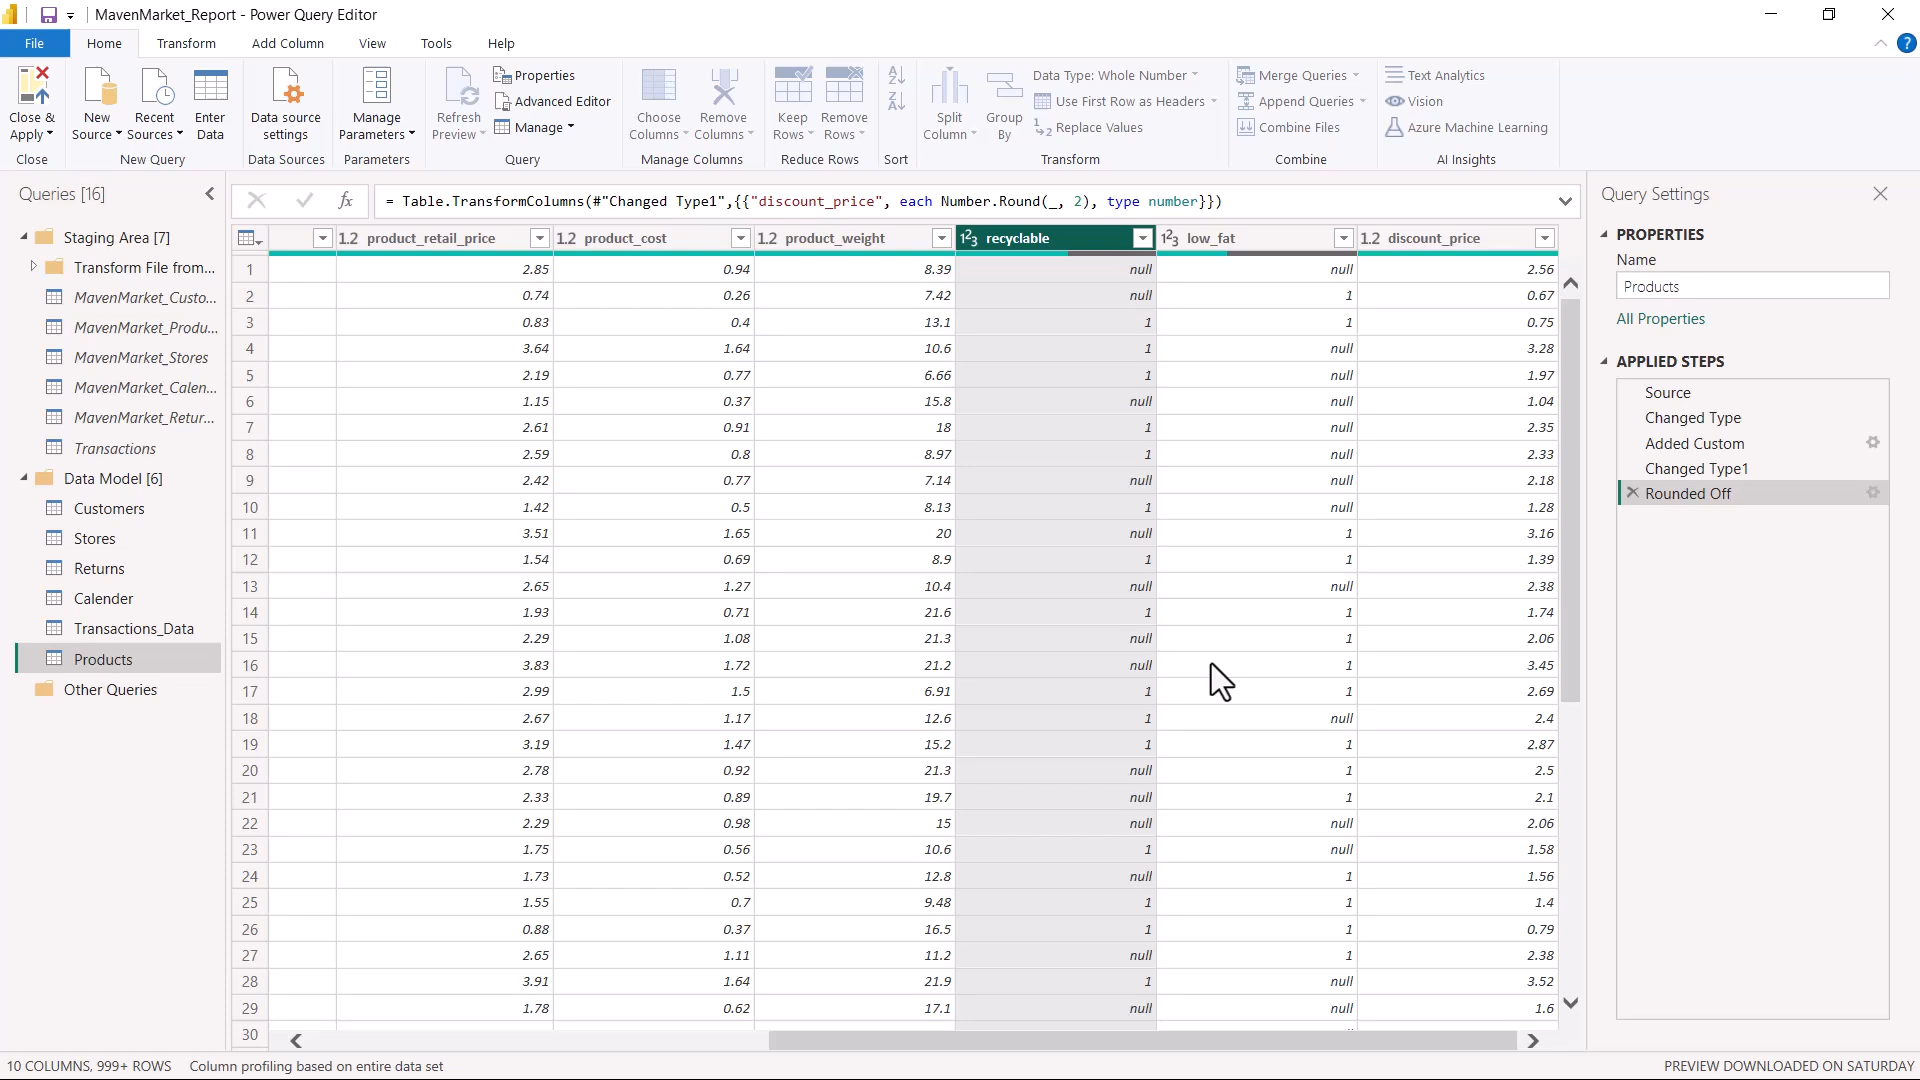 MavenMarket_Report - Power Query Editor
File Home Transform Add Column View Tools Help
Close & Apply
New Source
Recent Sources
Enter Data
Data source settings
Manage Parameters
Refresh Preview
Properties
Advanced Editor
Manage
Choose Columns
Remove Columns
Keep Rows
Remove Rows
Split Column
Group By
Data Type: Whole Number
Use First Row as Headers
Replace Values
Merge Queries
Append Queries
Combine Files
Text Analytics
Vision
Azure Machine Learning
Close New Query Data Sources Parameters Query Manage Columns Reduce Rows Sort Transform Combine AI Insights
Queries [16]
= Table.TransformColumns(#"Changed Type1",{{"discount_price", each Number.Round(_, 2), type number}})
Staging Area [7]
Transform File from...
MavenMarket_Custo...
MavenMarket_Produ...
MavenMarket_Stores
MavenMarket_Calen...
MavenMarket_Retur...
Transactions
Data Model [6]
Customers
Stores
Returns
Calender
Transactions_Data
Products
Other Queries
1.2 product_retail_price 1.2 product_cost 1.2 product_weight 123 recyclable 123 low_fat 1.2 discount_price
1 2.85 0.94 8.39 null null 2.56
2 0.74 0.26 7.42 null 1 0.67
3 0.83 0.4 13.1 1 1 0.75
4 3.64 1.64 10.6 1 null 3.28
5 2.19 0.77 6.66 1 null 1.97
6 1.15 0.37 15.8 null null 1.04
7 2.61 0.91 18 1 null 2.35
8 2.59 0.8 8.97 1 null 2.33
9 2.42 0.77 7.14 null null 2.18
10 1.42 0.5 8.13 1 null 1.28
11 3.51 1.65 20 null 1 3.16
12 1.54 0.69 8.9 1 1 1.39
13 2.65 1.27 10.4 null null 2.38
14 1.93 0.71 21.6 1 1 1.74
15 2.29 1.08 21.3 null 1 2.06
16 3.83 1.72 21.2 null 1 3.45
17 2.99 1.5 6.91 1 1 2.69
18 2.67 1.17 12.6 1 null 2.4
19 3.19 1.47 15.2 1 1 2.87
20 2.78 0.92 21.3 null 1 2.5
21 2.33 0.89 19.7 null 1 2.1
22 2.29 0.98 15 null null 2.06
23 1.75 0.56 10.6 1 null 1.58
24 1.73 0.52 12.8 null 1 1.56
25 1.55 0.7 9.48 1 1 1.4
26 0.88 0.37 16.5 1 1 0.79
27 2.65 1.11 11.2 null 1 2.38
28 3.91 1.64 21.9 1 null 3.52
29 1.78 0.62 17.1 null null 1.6
30
Query Settings
PROPERTIES
Name
Products
All Properties
APPLIED STEPS
Source
Changed Type
Added Custom
Changed Type1
Rounded Off
10 COLUMNS, 999+ ROWS Column profiling based on entire data set PREVIEW DOWNLOADED ON SATURDAY